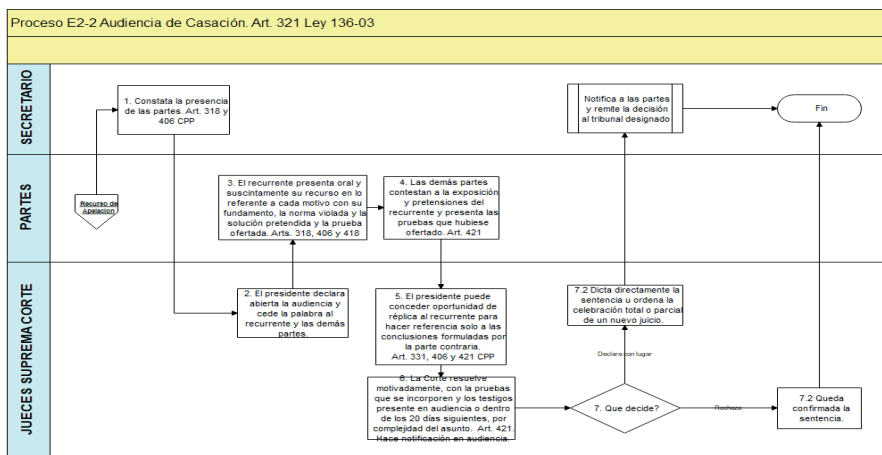 Proceso E2-2 Audiencia de Casación. Art. 321 Ley 136-03
SECRETARIO
1. Constata la presencia
de las partes. Art. 318 y
406 CPP
Notifica a las partes
y remite la decisión
al tribunal designado
Fin
PARTES
Recurso de
Apelación
3. El recurrente presenta oral y
suscintamente su recurso en lo
referente a cada motivo con su
fundamento, la norma violada y la
solución pretendida y la prueba
ofertada. Arts. 318, 406 y 418
4. Las demás partes
contestan a la exposición
y pretensiones del
recurrente y presenta las
pruebas que hubiese
ofertado. Art. 421
JUECES SUPREMA CORTE
2. El presidente declara
abierta la audiencia y
cede la palabra al
recurrente y las demás
partes.
5. El presidente puede
conceder oportunidad de
réplica al recurrente para
hacer referencia solo a las
conclusiones formuladas por
la parte contraria.
Art. 331, 406 y 421 CPP
6. La Corte resuelve
motivadamente, con la pruebas
que se incorporen y los testigos
presente en audiencia o dentro
de los 20 días siguientes, por
complejidad del asunto. Art. 421.
Hace notificación en audiencia.
7.2 Dicta directamente la
sentencia u ordena la
celebración total o parcial
de un nuevo juicio.
Declara con lugar
7. Que decide?
Rechaza
7.2 Queda
confirmada la
sentencia.